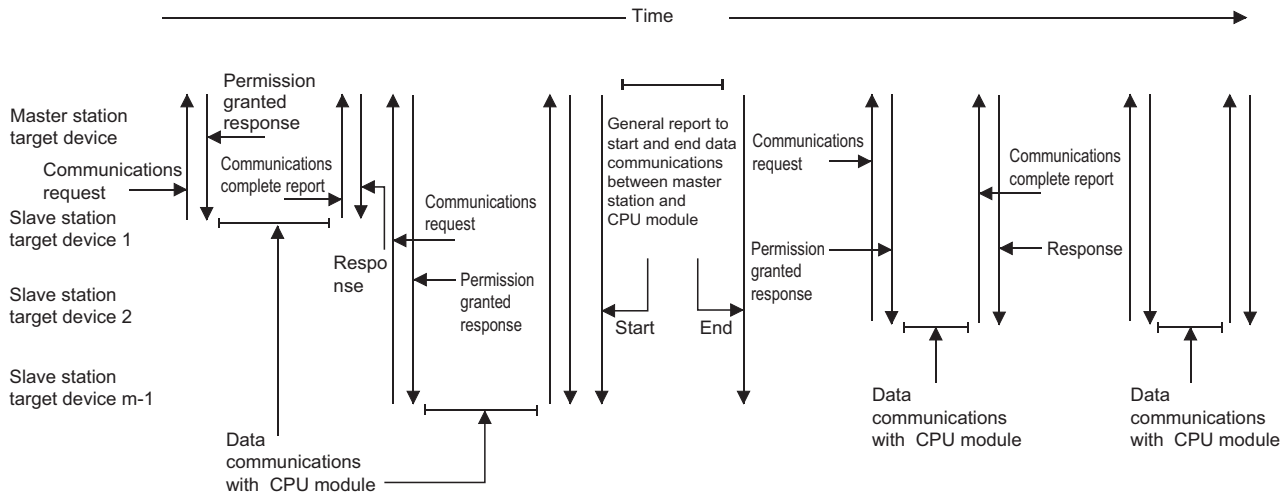 Time
Master station
target device
Permission
granted
response
Communications
request
Communications
complete report
Slave station
target device 1
Respo
nse
Communications
request
Permission
granted
response
Slave station
target device 2
Slave station
target device m-1
Data
communications
with CPU module
General report to
start and end data
communications
between master
station and
CPU module
Start
End
Communications
request
Permission
granted
response
Communications
complete report
Response
Data
communications
with CPU module
Data
communications
with CPU module